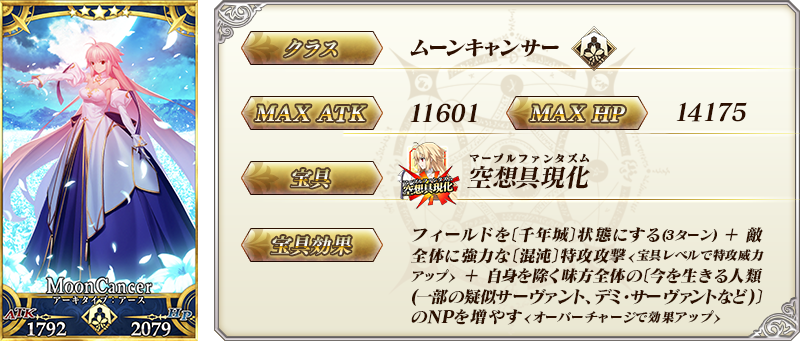 MoonCancer
アーキタイプ：アース
ATK
HP
1792
2079
クラス
ムーンキャンサー
MAX ATK
11601
MAX HP
14175
宝具
空想具現化
マーブルファンタズム
空想具現化
宝具効果
フィールドを〔千年城〕状態にする(3ターン) ＋ 敵
全体に強力な〔混沌〕特攻攻撃<宝具レベルで特攻威力
アップ> ＋ 自身を除く味方全体の〔今を生きる人類
(一部の疑似サーヴァント、デミ・サーヴァントなど)〕
のNPを増やす<オーバーチャージで効果アップ>